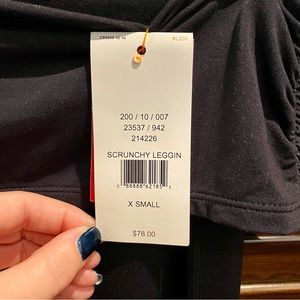 200 / 10 / 007
23537 / 942
214226
SCRUNCHY LEGGIN
X SMALL
$78.00